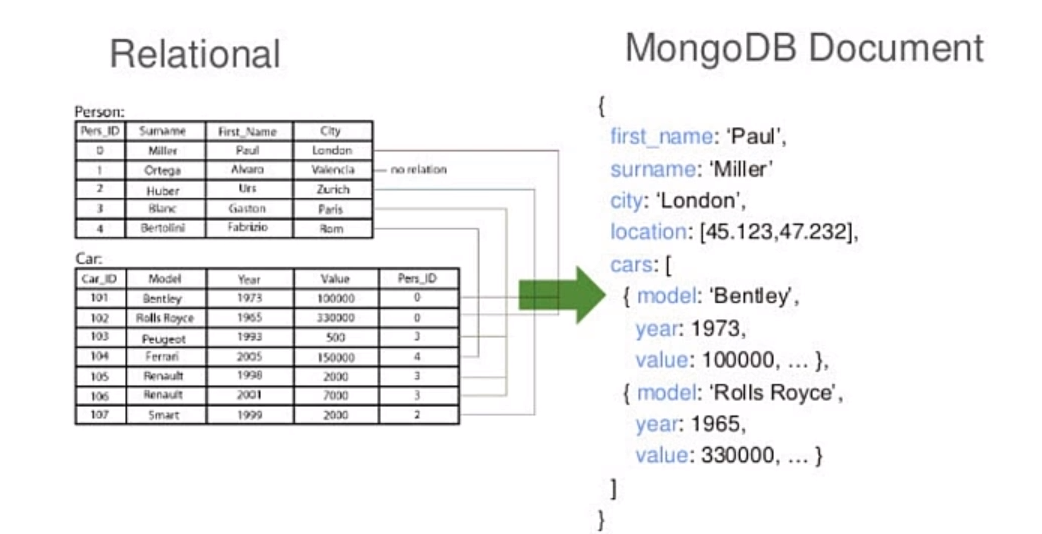 Relational
MongoDB Document
Person:
Pers_ID Surname First_Name City
0 Miller Paul London
1 Ortega Alvaro Valencia no relation
2 Huber Urs Zurich
3 Blanc Gaston Paris
4 Bertolini Fabrizio Rom
Car:
Car_ID Model Year Value Pers_ID
101 Bentley 1973 100000 0
102 Rolls Royce 1965 330000 0
103 Peugeot 1993 500 3
104 Ferrari 2005 150000 4
105 Renault 1998 2000 3
106 Renault 2001 7000 3
107 Smart 1999 2000 2
{
first_name: ‘Paul’,
surname: ‘Miller’
city: ‘London’,
location: [45.123,47.232],
cars: [
{ model: ‘Bentley’,
year: 1973,
value: 100000, … },
{ model: ‘Rolls Royce’,
year: 1965,
value: 330000, … }
]
}